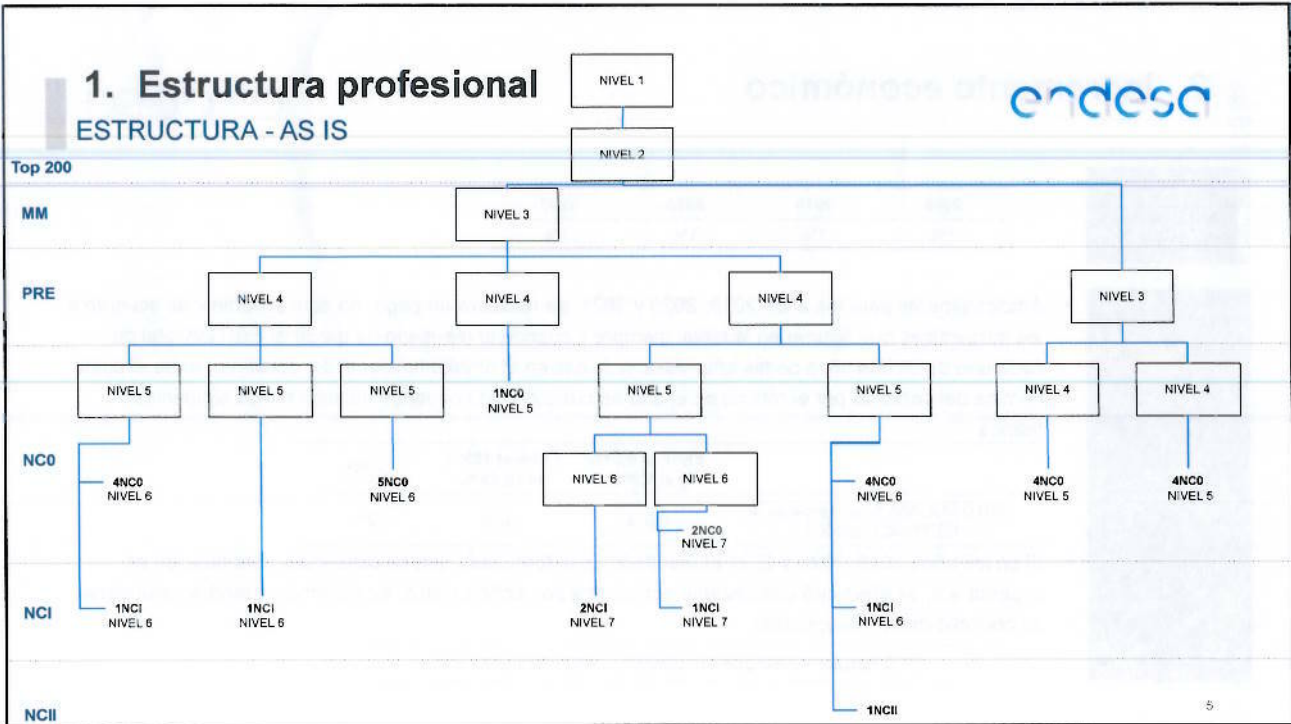 NIVEL 1
1. Estructura profesional
endesa
ESTRUCTURA - AS IS
NIVEL 2
Top 200
MM
NIVEL 3
PRE
NIVEL 4
NIVEL 4
NIVEL 4
NIVEL 3
NIVEL 5
NIVEL 5
NIVEL 5
1NC0
NIVEL 5
NIVEL 5
NIVEL 5
NIVEL 4
NIVEL 4
NC0
4NC0
NIVEL 6
5NC0
NIVEL 6
NIVEL 6
NIVEL 6
4NC0
NIVEL 6
4NC0
NIVEL 5
4NC0
NIVEL 5
2NC0
NIVEL 7
NCI
1NCI
NIVEL 6
1NCI
NIVEL 6
2NCI
NIVEL 7
1NCI
NIVEL 7
1NCI
NIVEL 6
NCII
1NCII
5